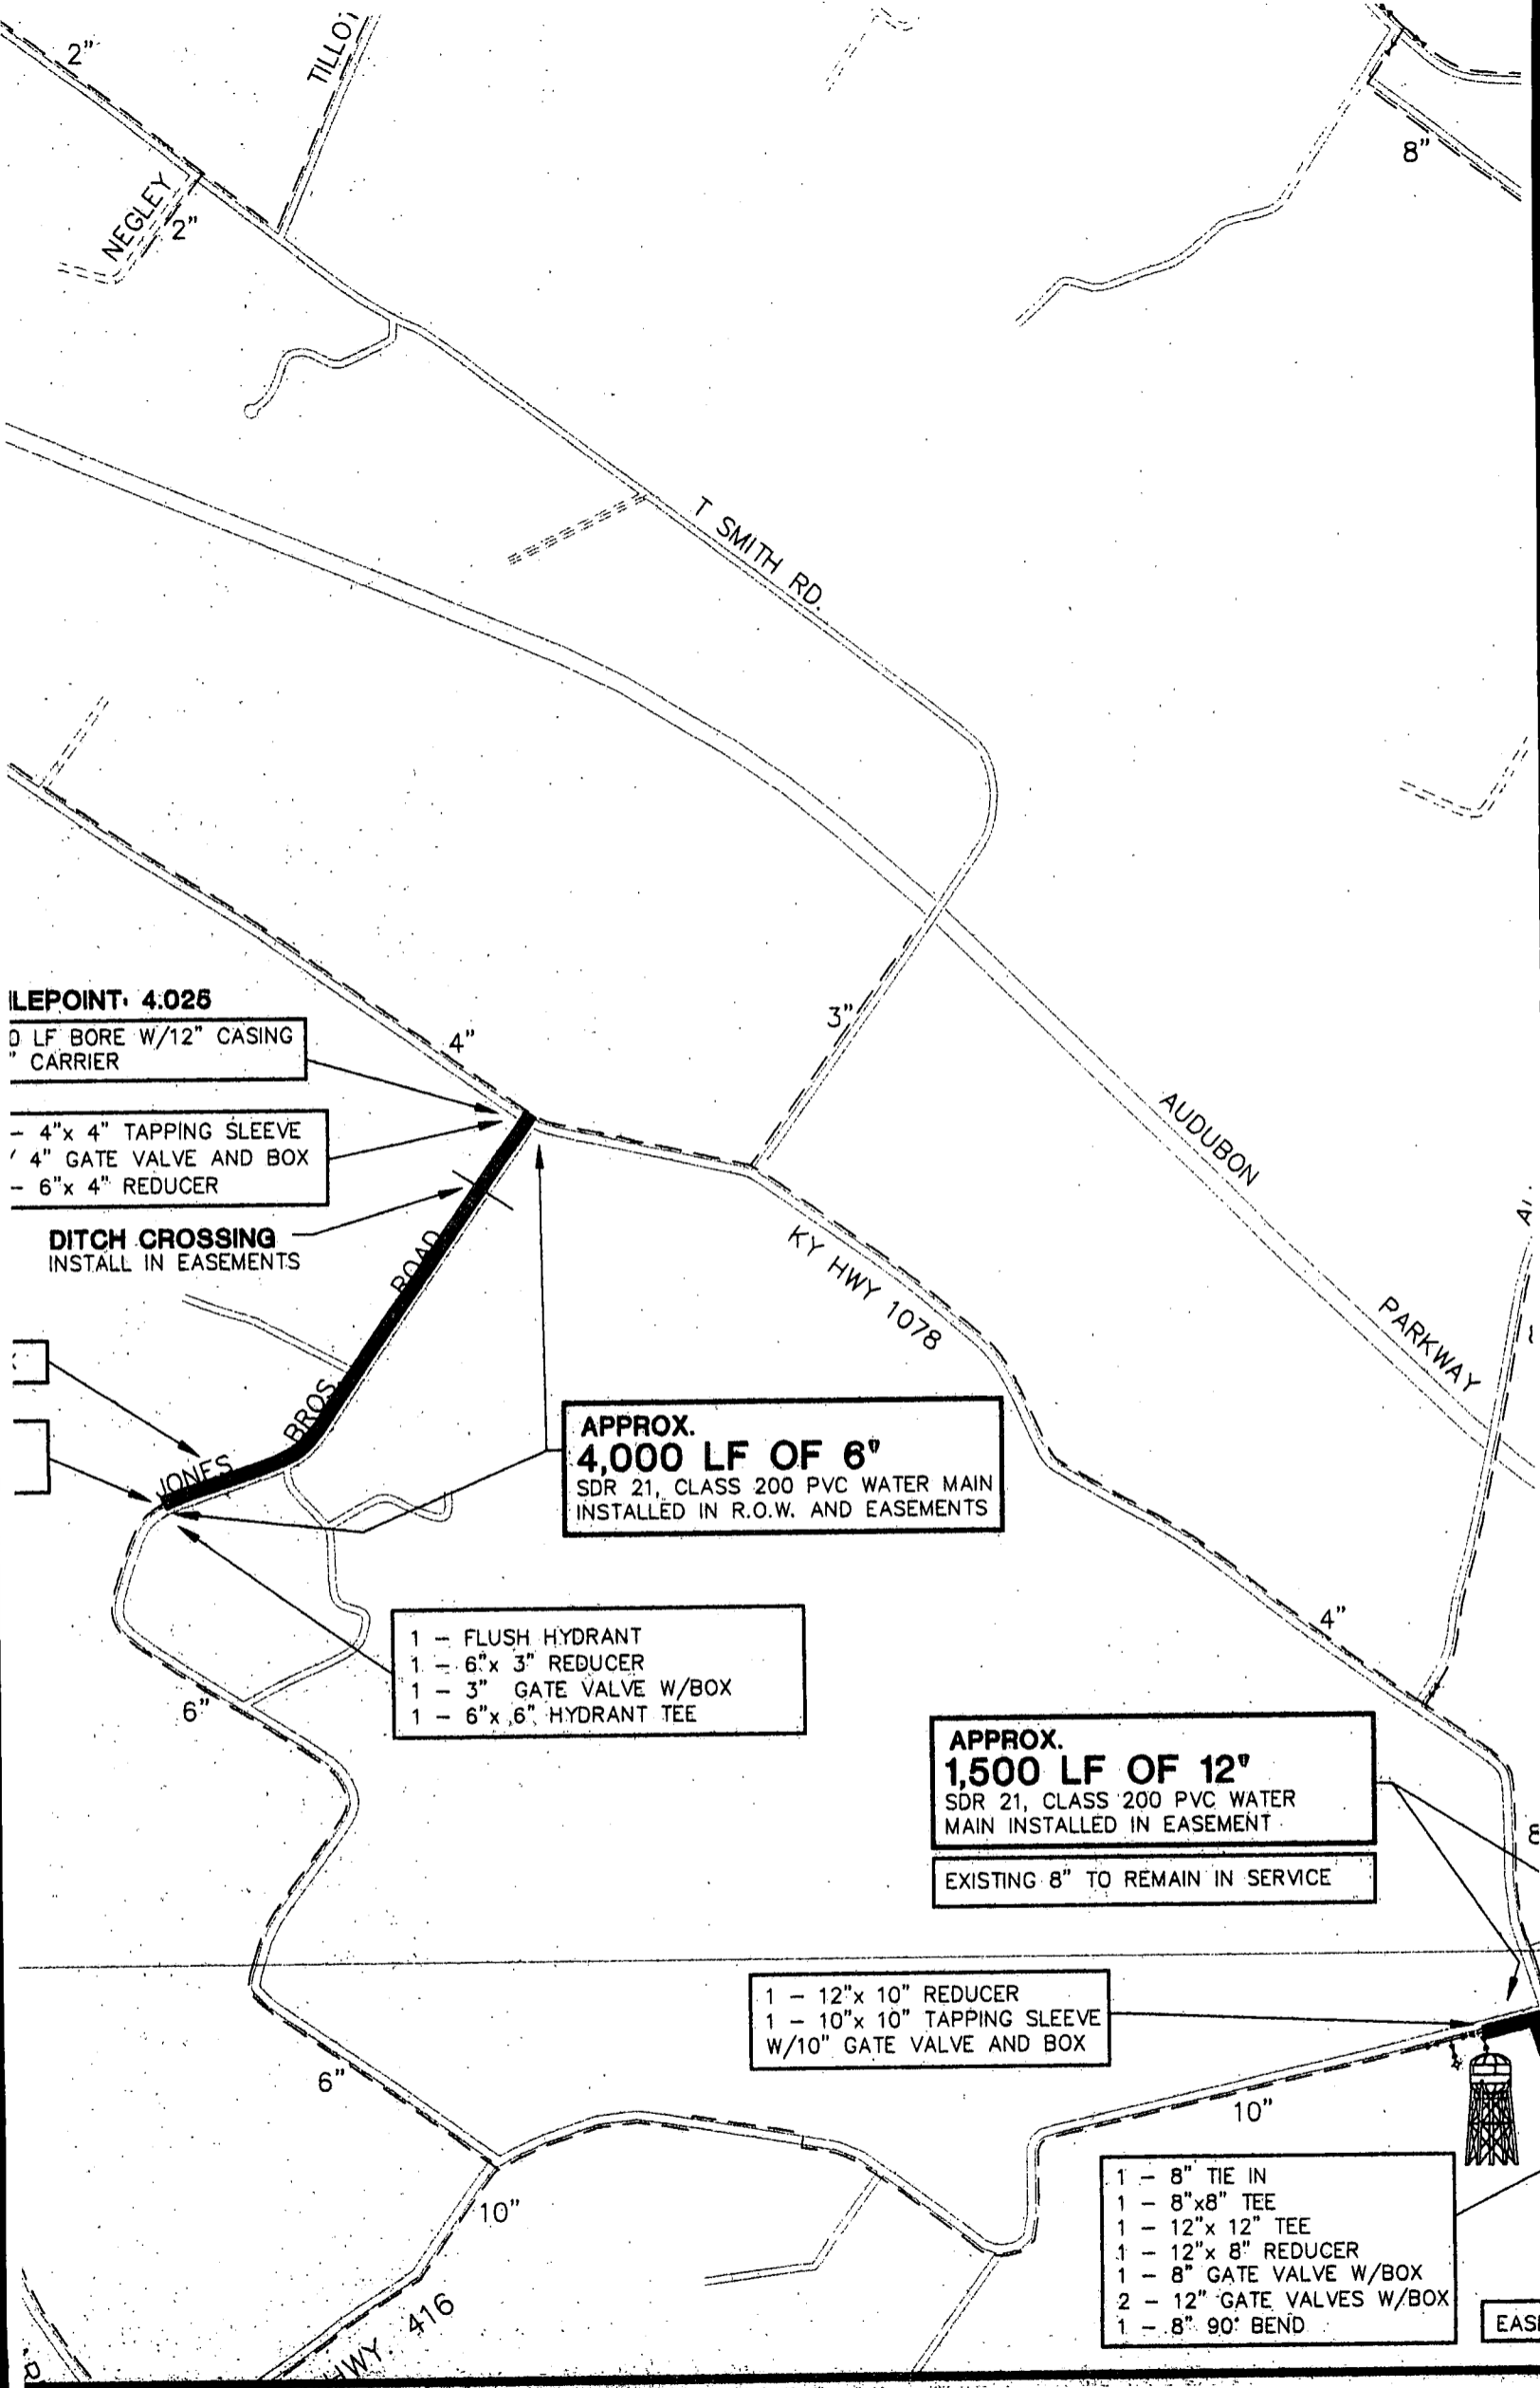 2"
NEGLEY
2"
8"
T SMITH RD.
ILEPOINT: 4.025
LF BORE W/12" CASING
" CARRIER
4"
3"
- 4"x 4" TAPPING SLEEVE
4" GATE VALVE AND BOX
- 6"x 4" REDUCER
DITCH CROSSING
INSTALL IN EASEMENTS
AUDUBON
PARKWAY
KY HWY 1078
JONES BROS. ROAD
APPROX.
4,000 LF OF 6"
SDR 21, CLASS 200 PVC WATER MAIN
INSTALLED IN R.O.W. AND EASEMENTS
1 - FLUSH HYDRANT
1 - 6"x 3" REDUCER
1 - 3" GATE VALVE W/BOX
1 - 6"x 6" HYDRANT TEE
4"
6"
APPROX.
1,500 LF OF 12"
SDR 21, CLASS 200 PVC WATER
MAIN INSTALLED IN EASEMENT
EXISTING 8" TO REMAIN IN SERVICE
8
1 - 12"x 10" REDUCER
1 - 10"x 10" TAPPING SLEEVE
W/10" GATE VALVE AND BOX
6"
10"
10"
1 - 8" TIE IN
1 - 8"x8" TEE
1 - 12"x 12" TEE
1 - 12"x 8" REDUCER
1 - 8" GATE VALVE W/BOX
2 - 12" GATE VALVES W/BOX
1 - 8" 90° BEND
HWY. 416